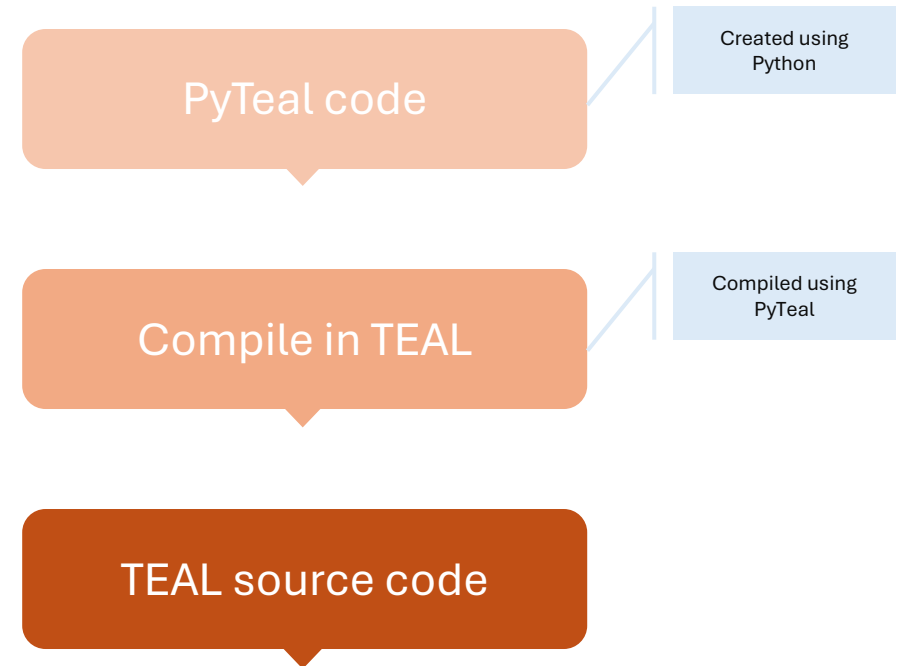 PyTeal code
Created using
Python
Compile in TEAL
Compiled using
PyTeal
TEAL source code